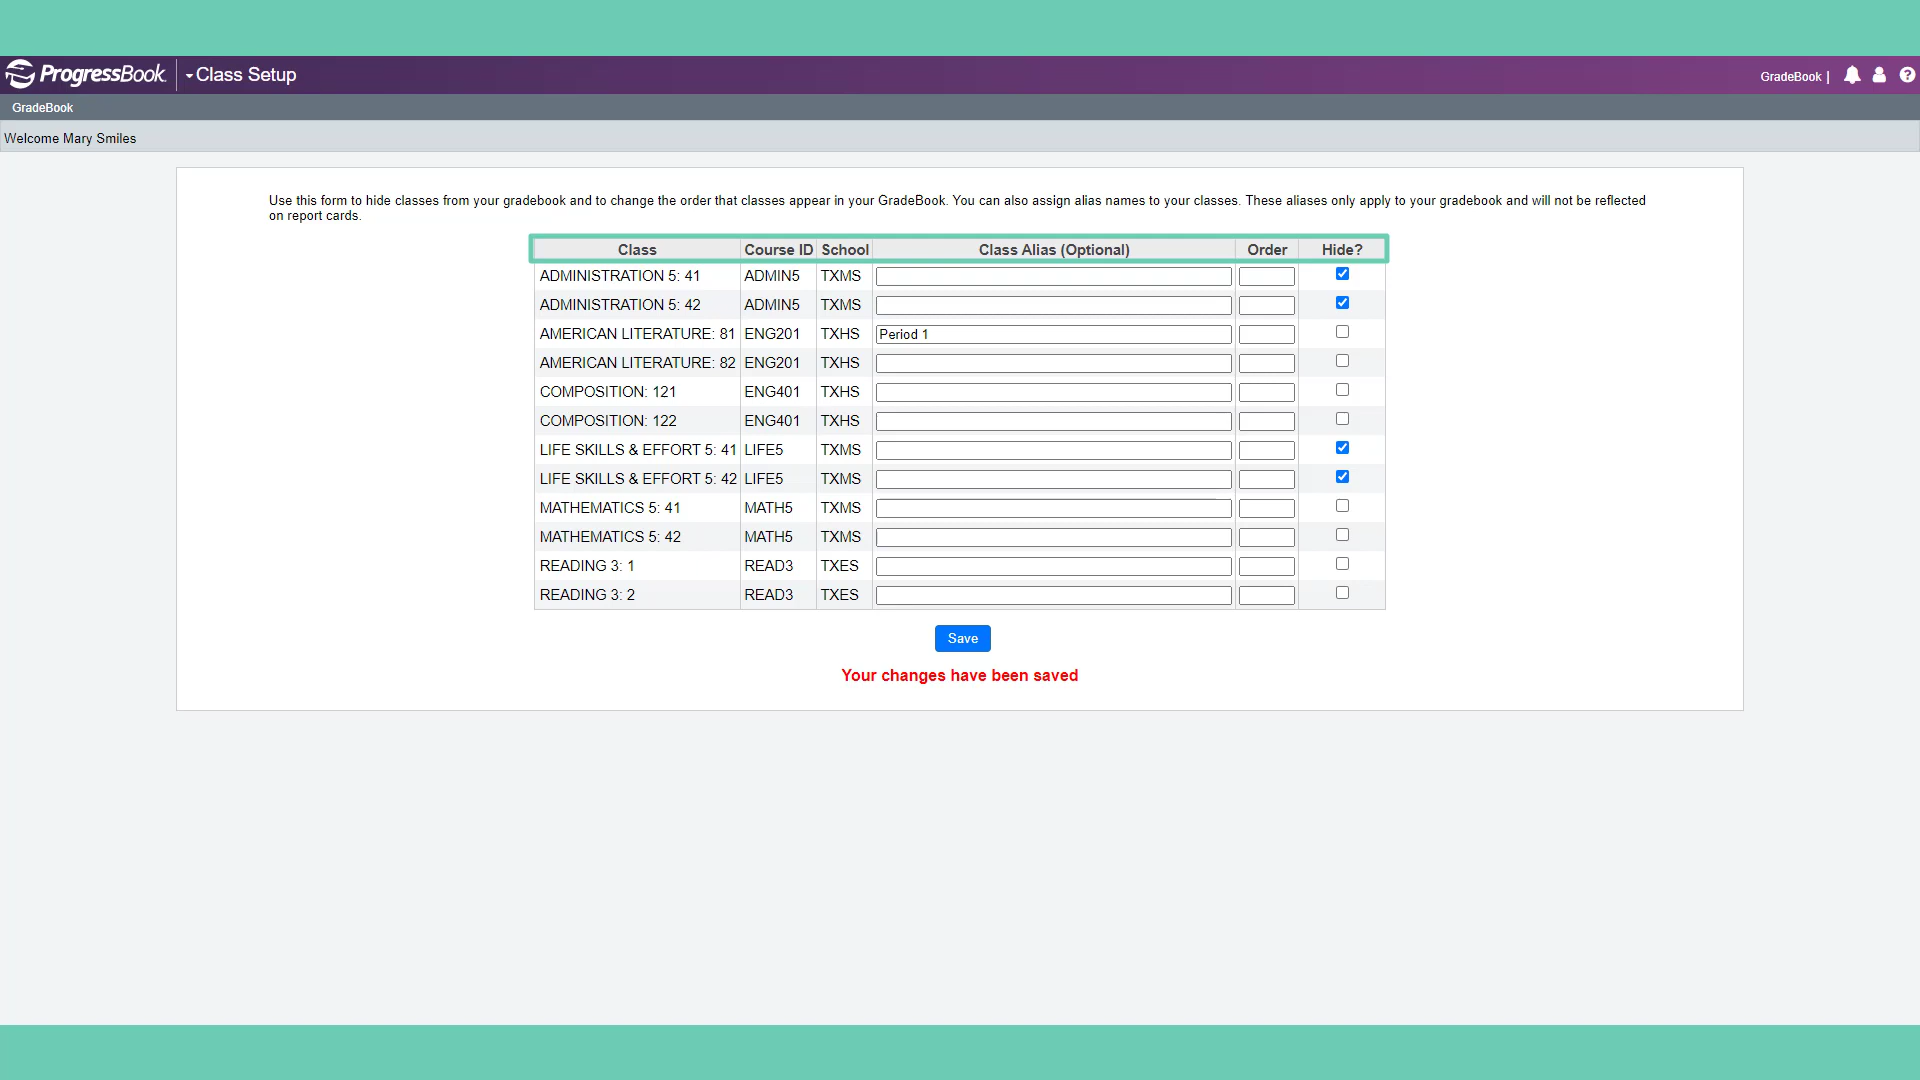 ProgressBook Class Setup GradeBook |
GradeBook
Welcome Mary Smiles
Use this form to hide classes from your gradebook and to change the order that classes appear in your GradeBook. You can also assign alias names to your classes. These aliases only apply to your gradebook and will not be reflected
on report cards.
Class Course ID School Class Alias (Optional) Order Hide?
ADMINISTRATION 5: 41 ADMIN5 TXMS
ADMINISTRATION 5: 42 ADMIN5 TXMS
AMERICAN LITERATURE: 81 ENG201 TXHS Period 1
AMERICAN LITERATURE: 82 ENG201 TXHS
COMPOSITION: 121 ENG401 TXHS
COMPOSITION: 122 ENG401 TXHS
LIFE SKILLS & EFFORT 5: 41 LIFE5 TXMS
LIFE SKILLS & EFFORT 5: 42 LIFE5 TXMS
MATHEMATICS 5: 41 MATH5 TXMS
MATHEMATICS 5: 42 MATH5 TXMS
READING 3: 1 READ3 TXES
READING 3: 2 READ3 TXES
Save
Your changes have been saved